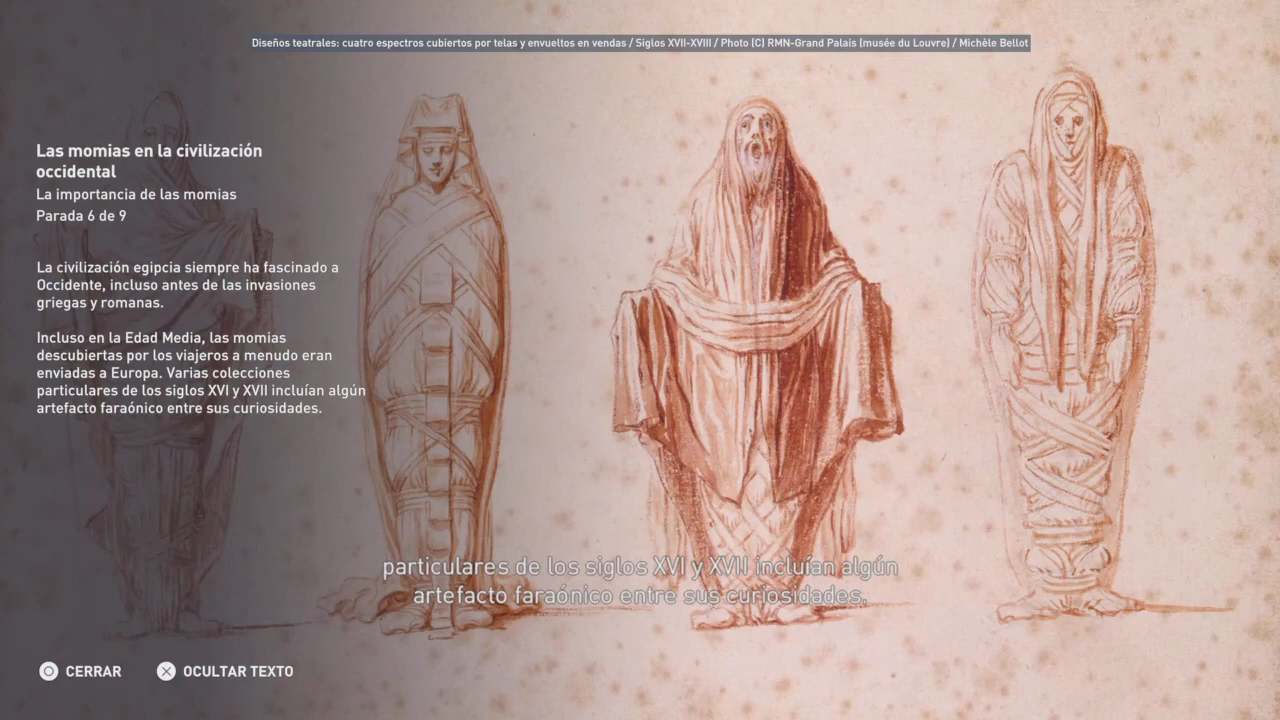 Diseños teatrales: cuatro espectros cubiertos por telas y envueltos en vendas / Siglos XVII-XVIII / Photo (C) RMN-Grand Palais (musée du Louvre) / Michèle Bellot
Las momias en la civilización
occidental
La importancia de las momias
Parada 6 de 9
La civilización egipcia siempre ha fascinado a
Occidente, incluso antes de las invasiones
griegas y romanas.
Incluso en la Edad Media, las momias
descubiertas por los viajeros a menudo eran
enviadas a Europa. Varias colecciones
particulares de los siglos XVI y XVII incluían algún
artefacto faraónico entre sus curiosidades.
particulares de los siglos XVI y XVII incluían algún
artefacto faraónico entre sus curiosidades.
CERRAR
OCULTAR TEXTO